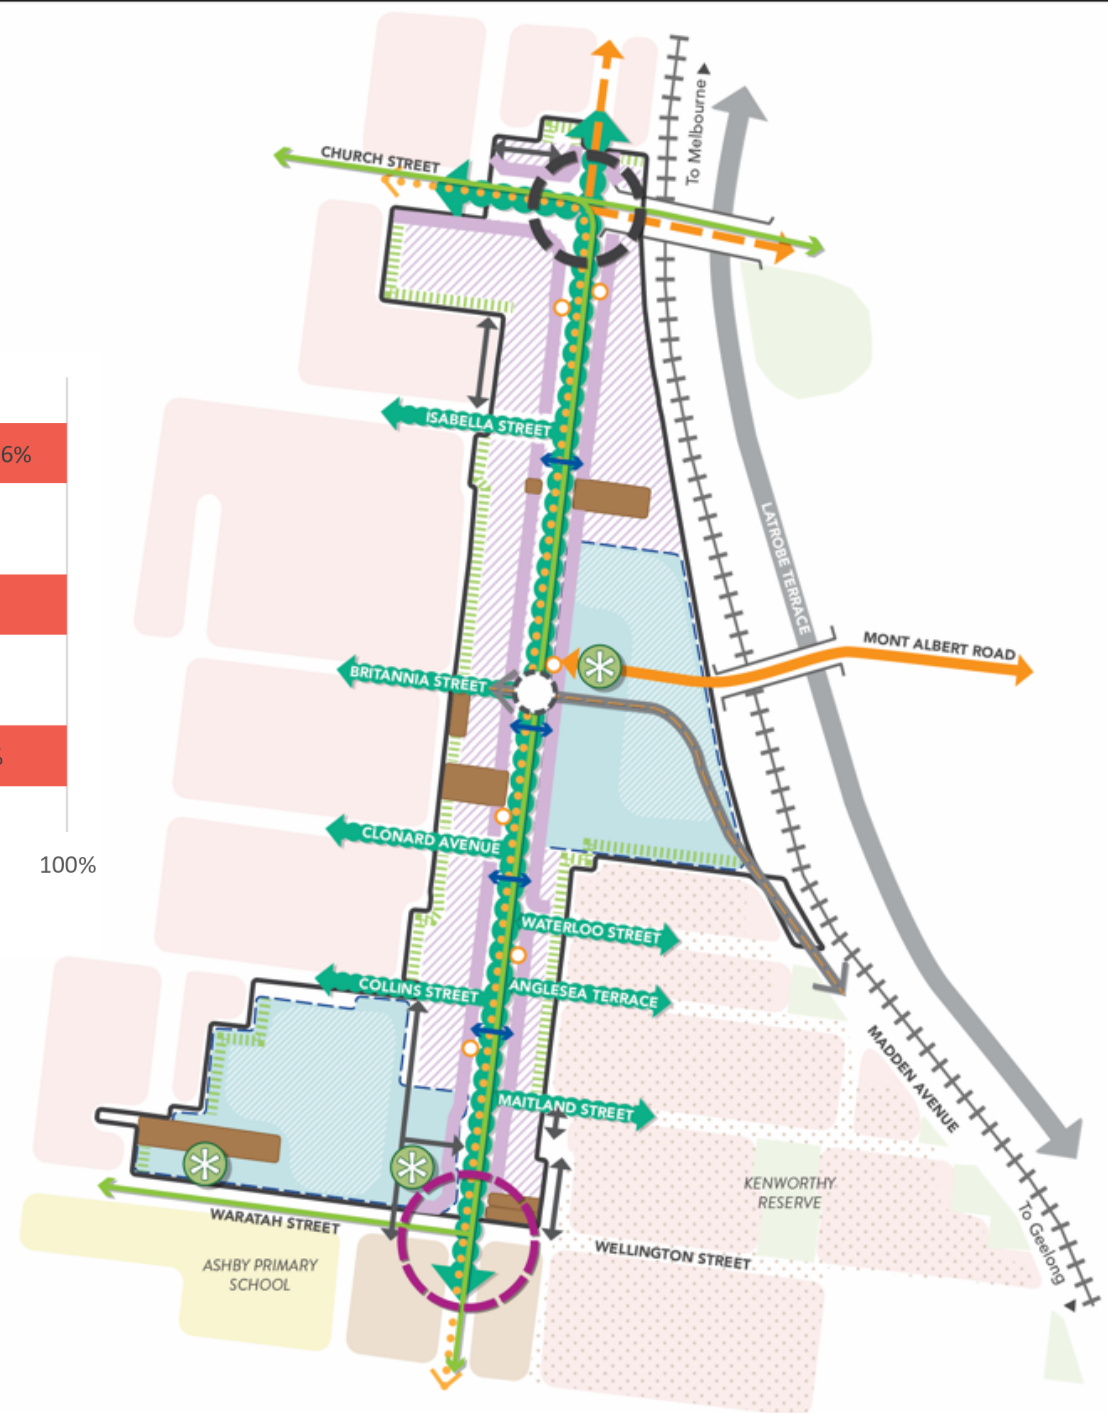 To Melbourne
CHURCH STREET
ISABELLA STREET
6%
LATROBE TERRACE
MONT ALBERT ROAD
BRITANNIA STREET
%
CLONARD AVENUE
100%
WATERLOO STREET
COLLINS STREET
ANGLESEA TERRACE
MADDEN AVENUE
MAITLAND STREET
KENWORTHY
RESERVE
WARATAH STREET
To Geelong
WELLINGTON STREET
ASHBY PRIMARY
SCHOOL